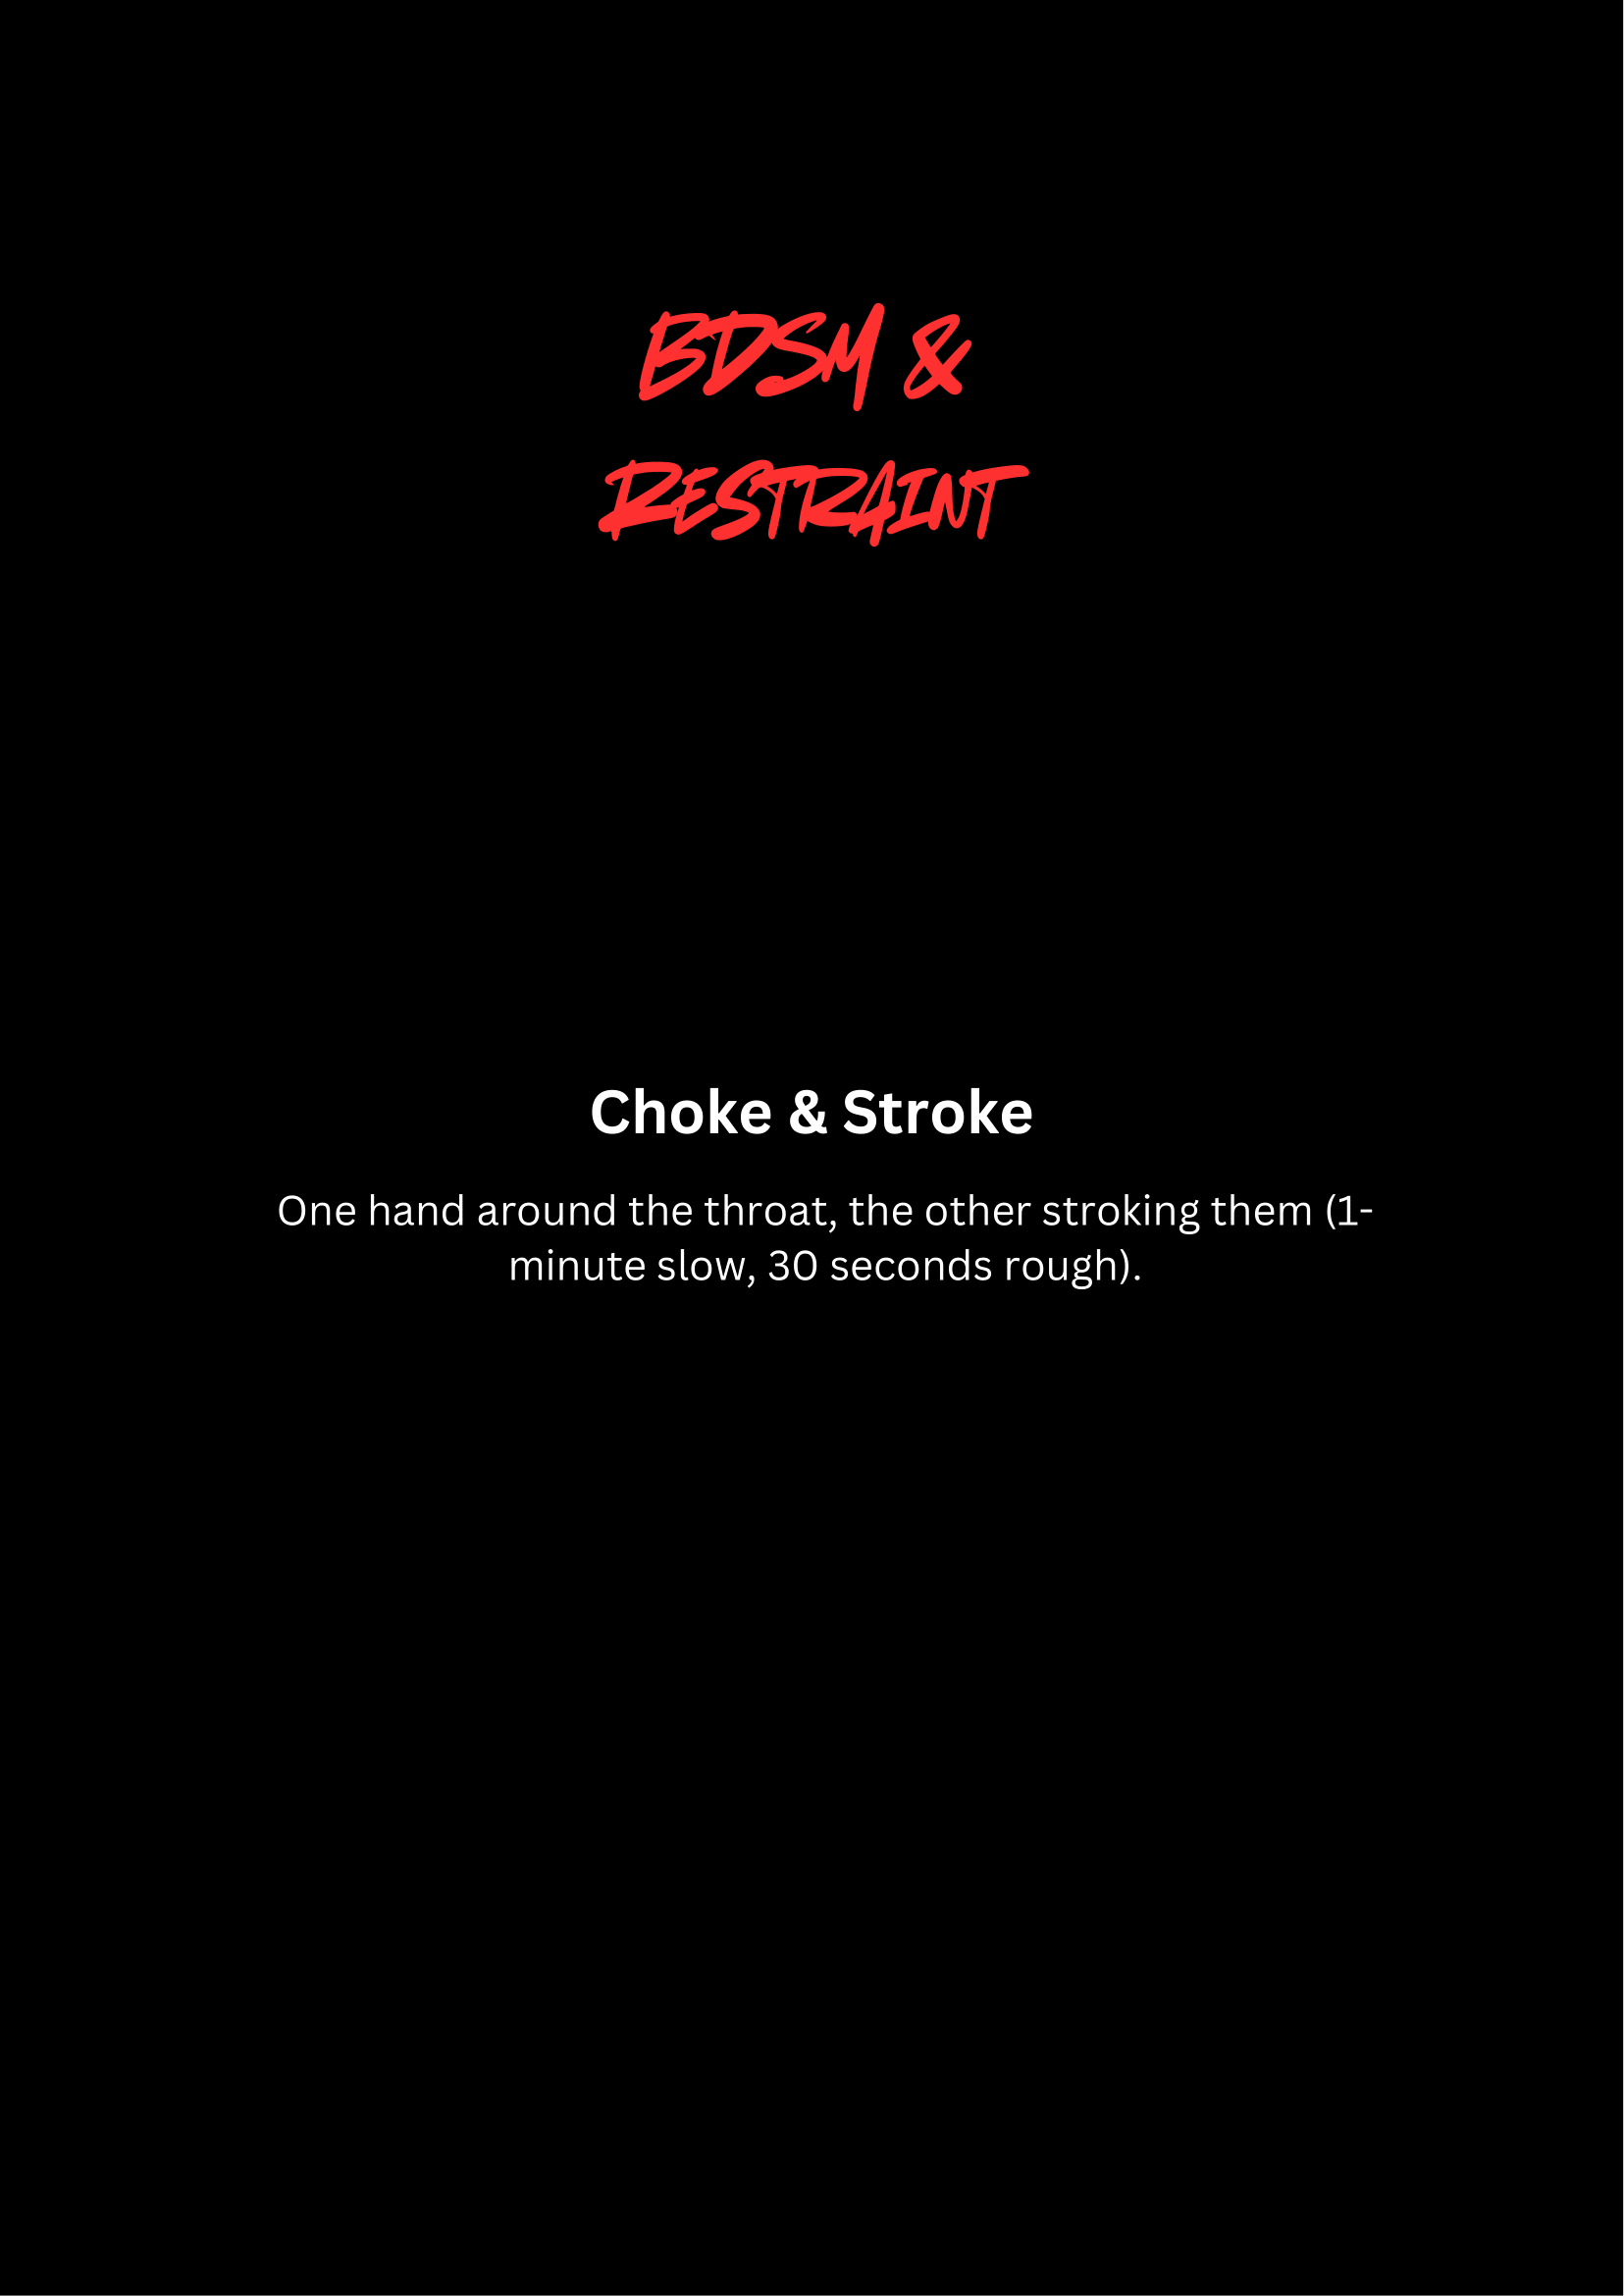 BDSM &
RESTRAINT
Choke & Stroke
One hand around the throat, the other stroking them (1-
minute slow, 30 seconds rough).